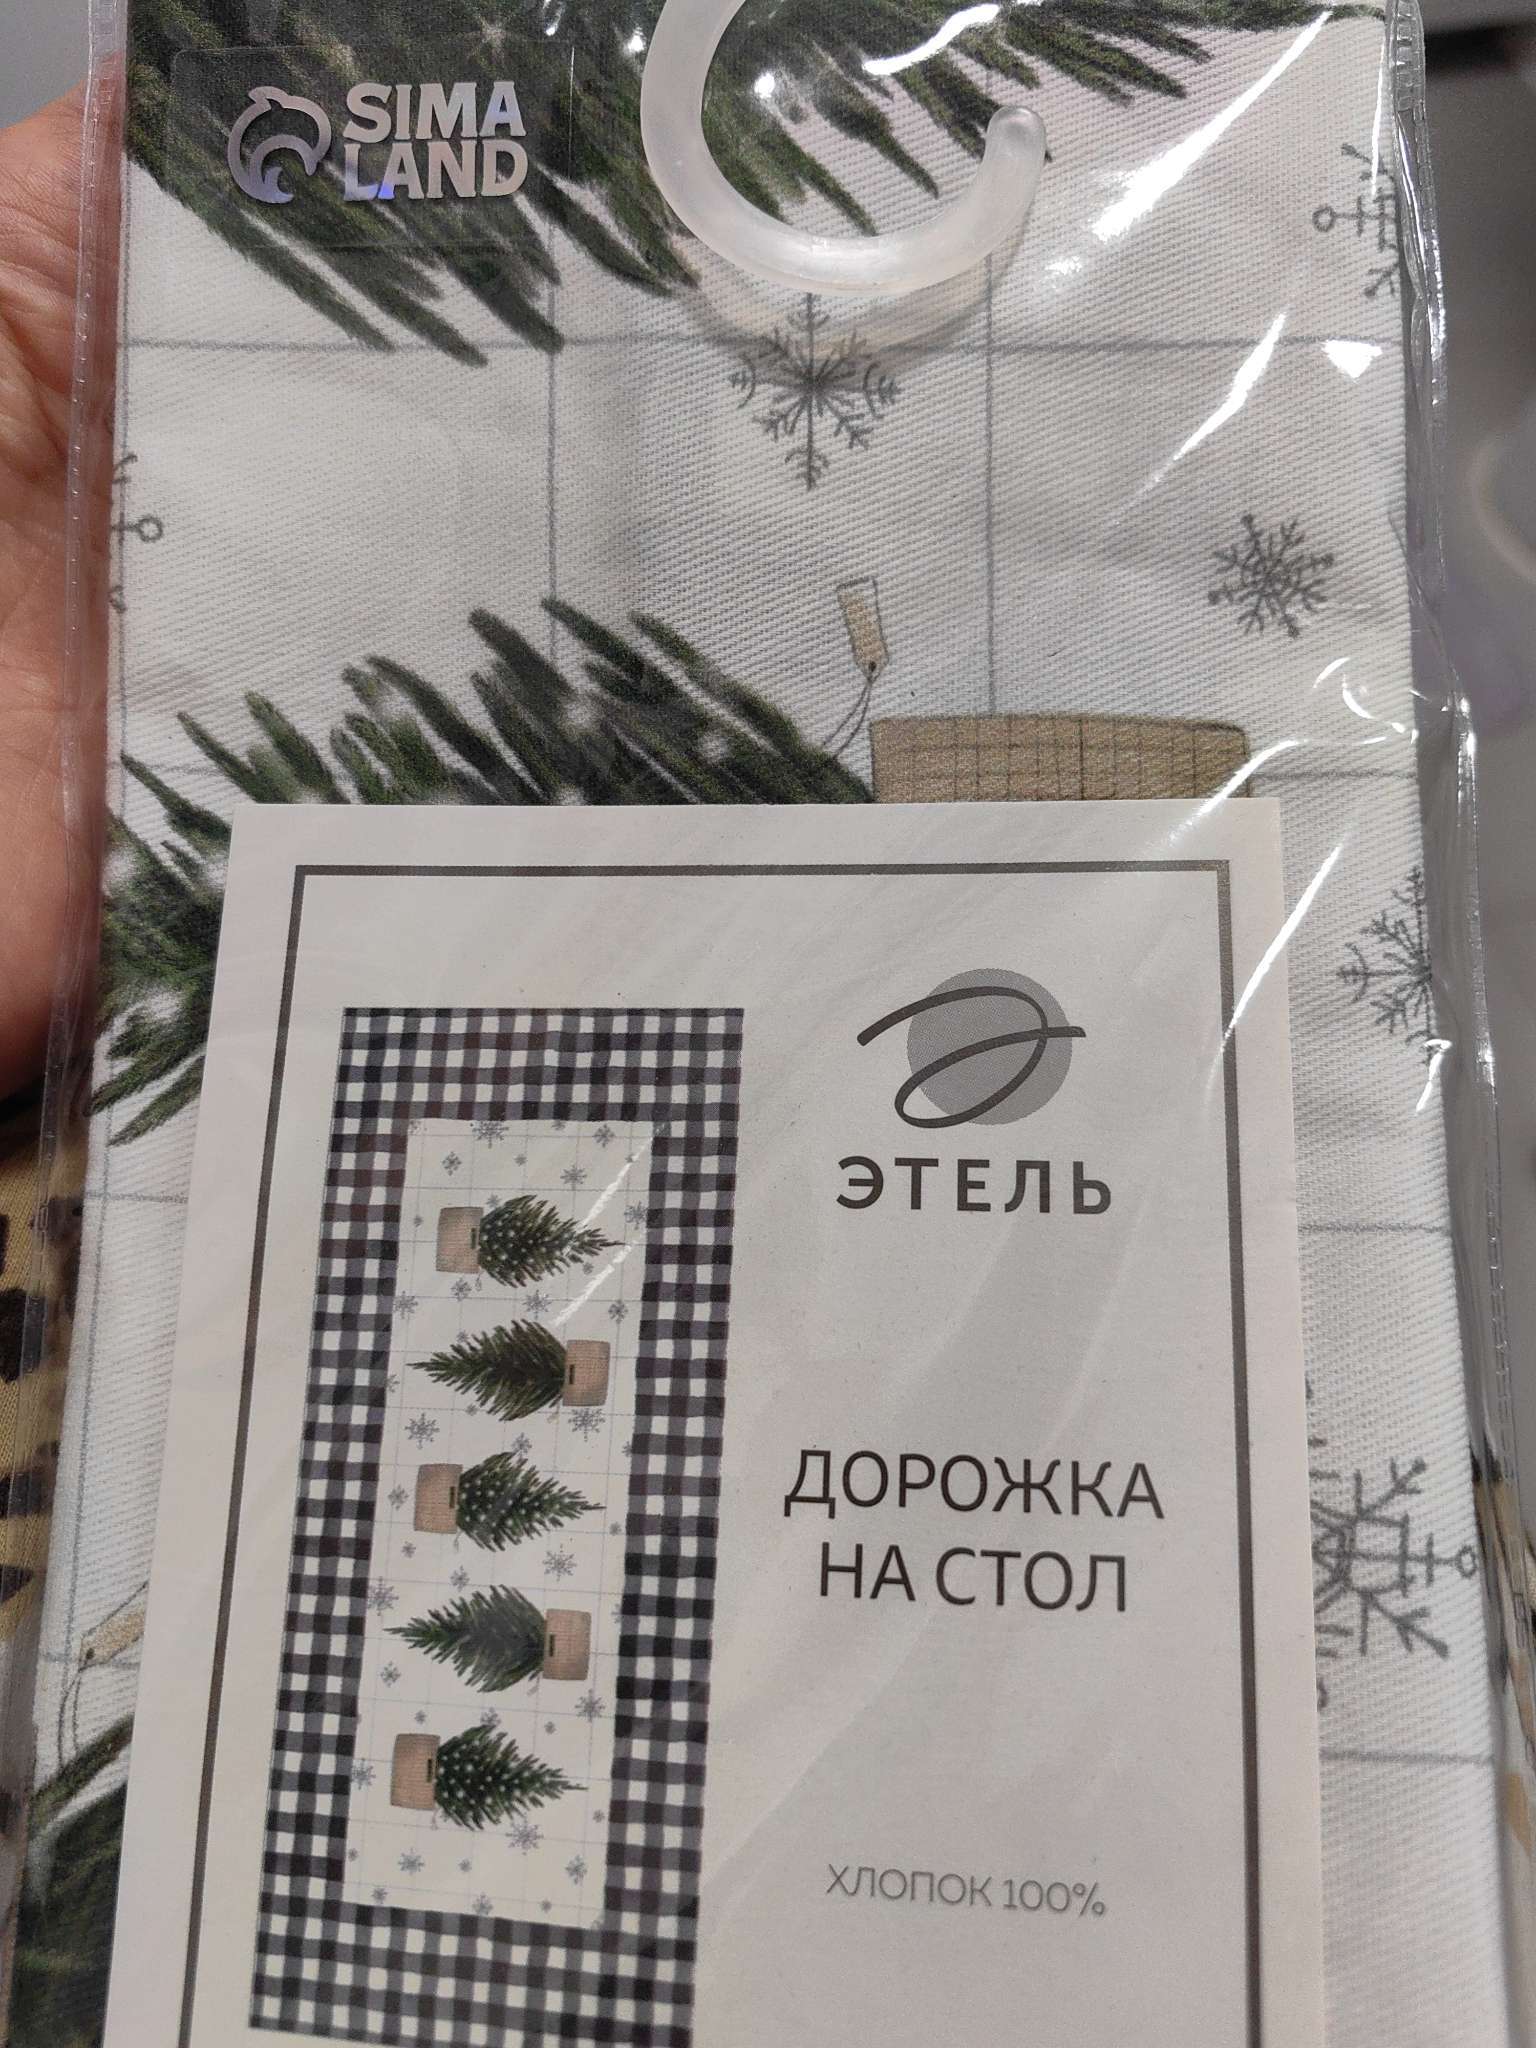 SIMA
LAND
ЭТЕЛЬ
ДОРОЖКА
НА СТОЛ
ХЛОПОК 100%